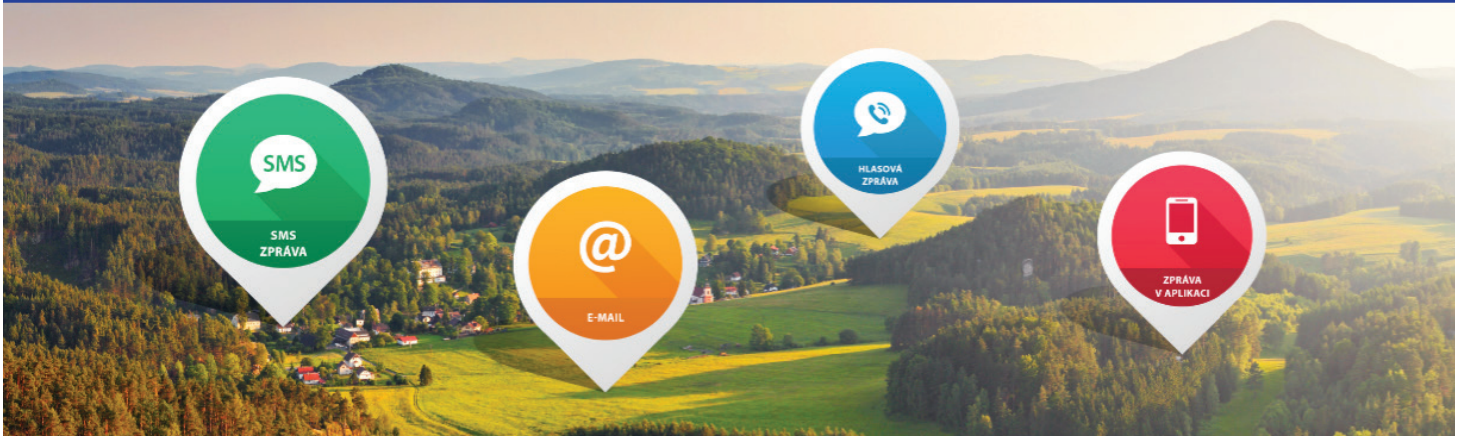 SMS
SMS
ZPRÁVA
@
E-MAIL
HLASOVÁ
ZPRÁVA
ZPRÁVA
V APLIKACI